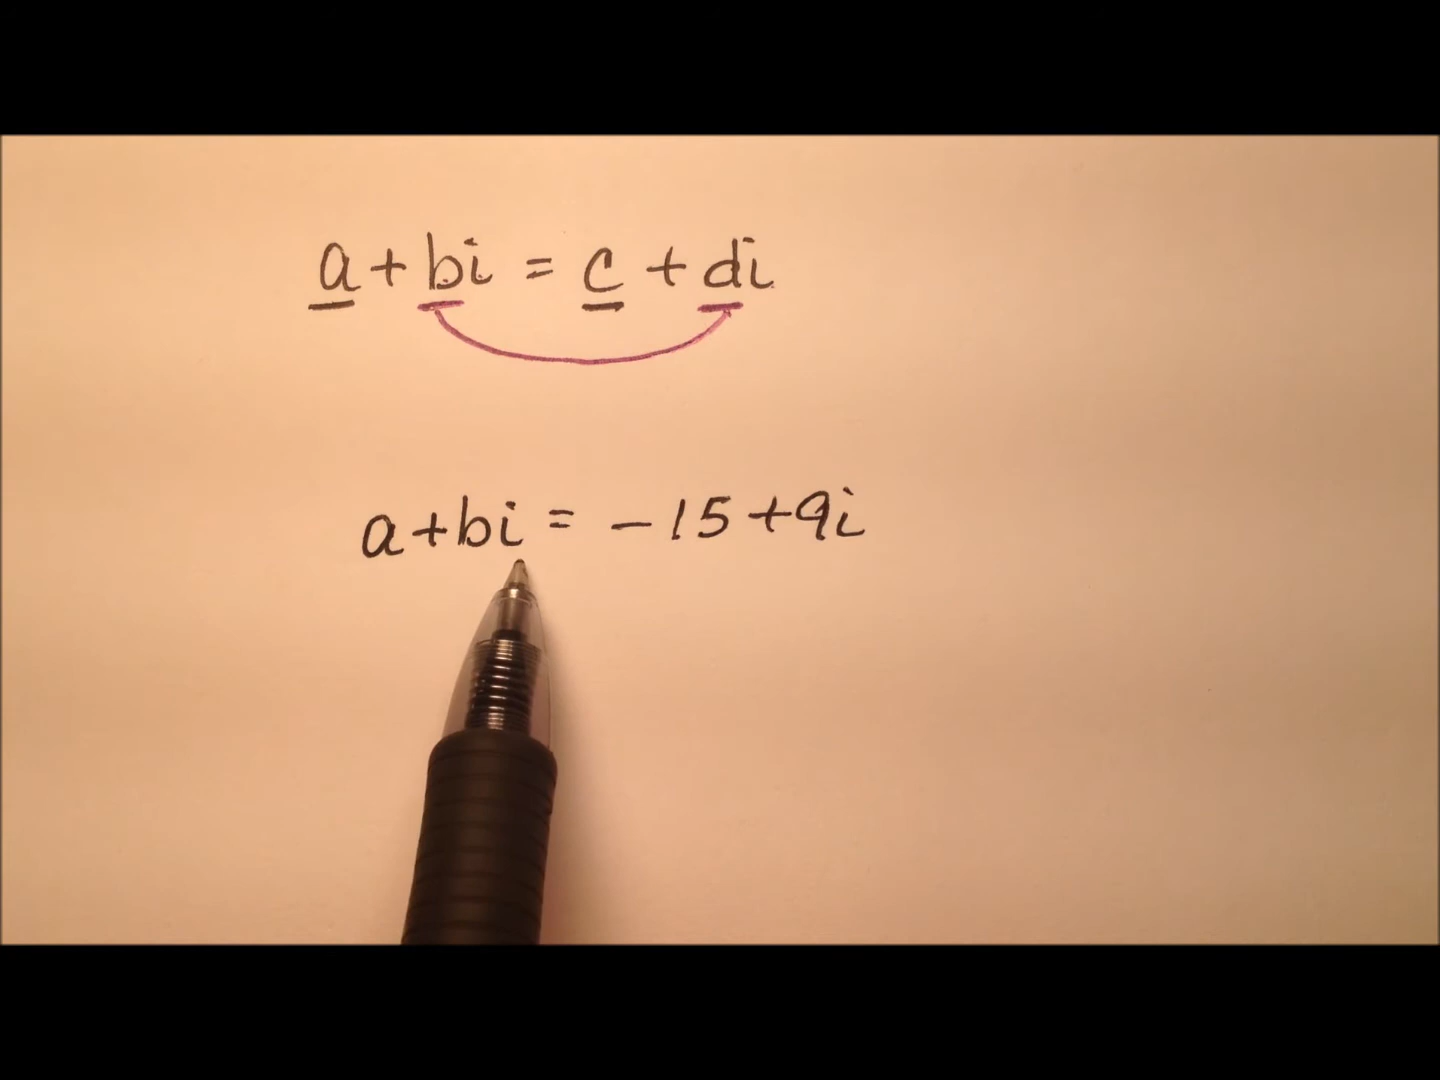 a + bi = c + di
a + bi = -15 + 9i